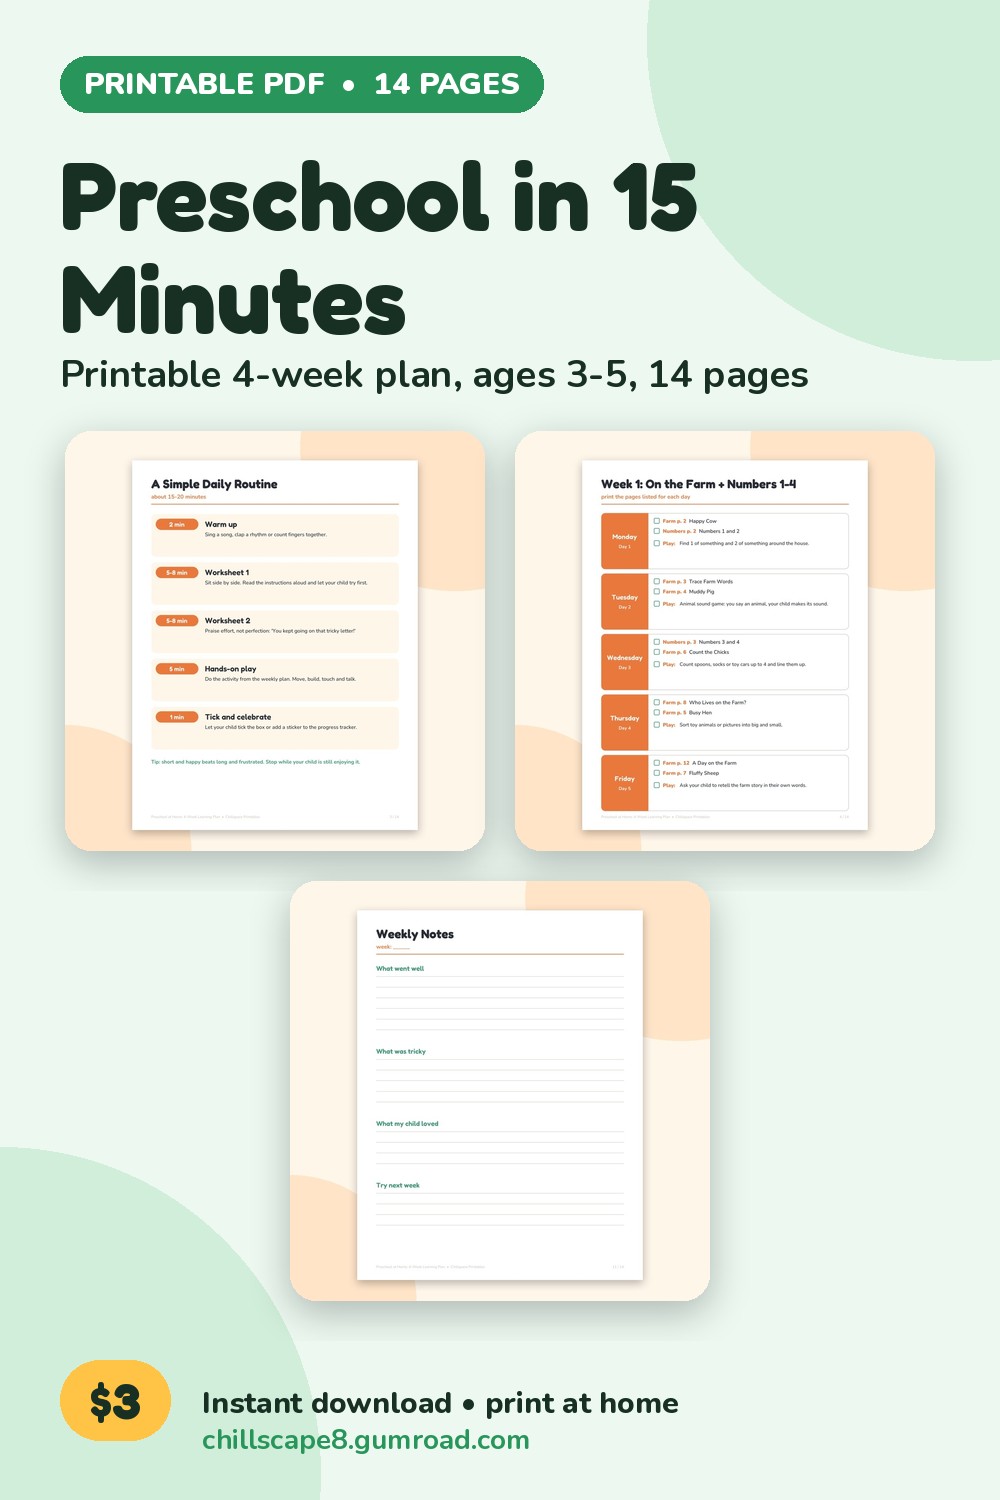 PRINTABLE PDF • 14 PAGES
Preschool in 15
Minutes
Printable 4-week plan, ages 3-5, 14 pages
A Simple Daily Routine
about 15-20 minutes
2 min Warm up
Sing a song, clap a rhythm or count fingers together.
5-8 min Worksheet 1
Sit side by side. Read the instructions aloud and let your child try first.
5-8 min Worksheet 2
Praise effort, not perfection: "You kept going on that tricky letter!"
5 min Hands-on play
Do the activity from the weekly plan. Move, build, touch and talk.
1 min Tick and celebrate
Let your child tick the box or add a sticker to the progress tracker.
Tip: short and happy beats long and frustrated. Stop while your child is still enjoying it.
Week 1: On the Farm + Numbers 1-4
print the pages listed for each day
Monday
Day 1
Farm p. 2 Happy Cow
Numbers p. 2 Numbers 1 and 2
Play: Find 1 of something and 2 of something around the house.
Tuesday
Day 2
Farm p. 3 Trace Farm Words
Farm p. 4 Muddy Pig
Play: Animal sound game: you say an animal, your child makes its sound.
Wednesday
Day 3
Numbers p. 3 Numbers 3 and 4
Farm p. 6 Count the Chicks
Play: Count spoons, socks or toy cars up to 4 and line them up.
Thursday
Day 4
Farm p. 8 Who Lives on the Farm?
Farm p. 5 Busy Hen
Play: Sort toy animals or pictures into big and small.
Friday
Day 5
Farm p. 12 A Day on the Farm
Farm p. 7 Fluffy Sheep
Play: Ask your child to retell the farm story in their own words.
Weekly Notes
week: ______
What went well
What was tricky
What my child loved
Try next week
$3
Instant download • print at home
chillscape8.gumroad.com